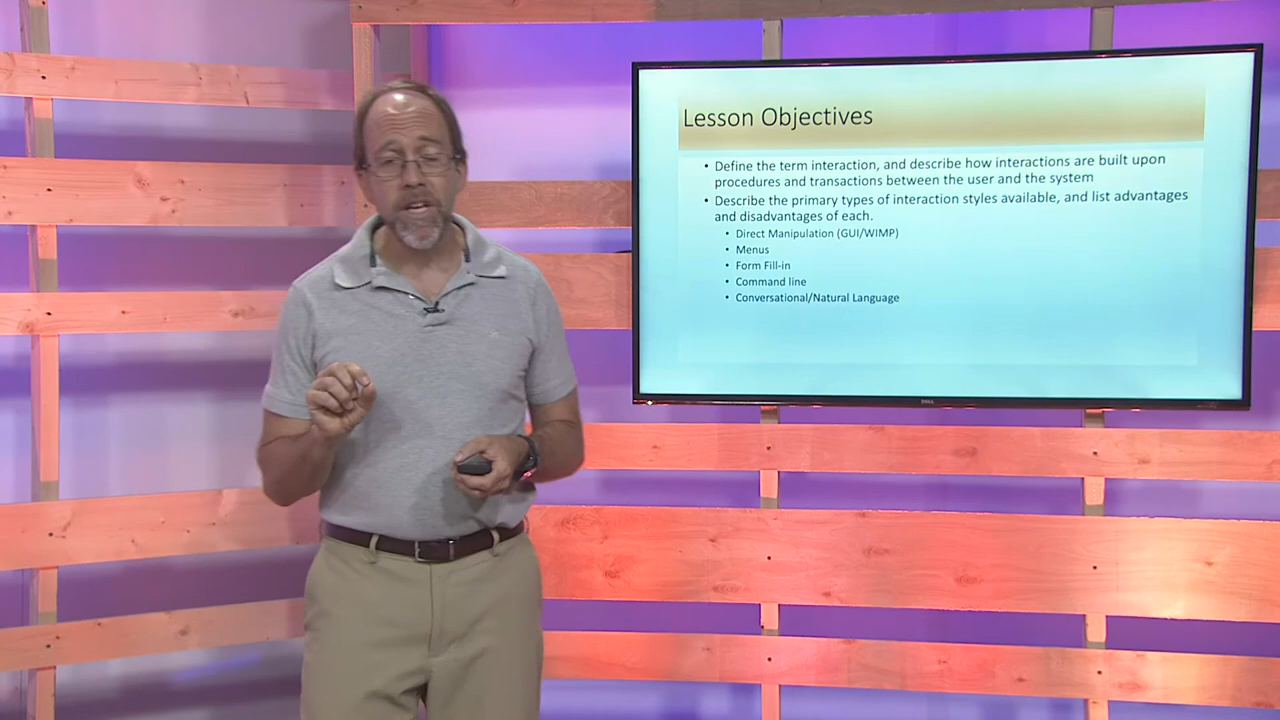 Lesson Objectives
• Define the term interaction, and describe how interactions are built upon
procedures and transactions between the user and the system
• Describe the primary types of interaction styles available, and list advantages
and disadvantages of each.
• Direct Manipulation (GUI/WIMP)
• Menus
• Form Fill-in
• Command line
• Conversational/Natural Language
DELL